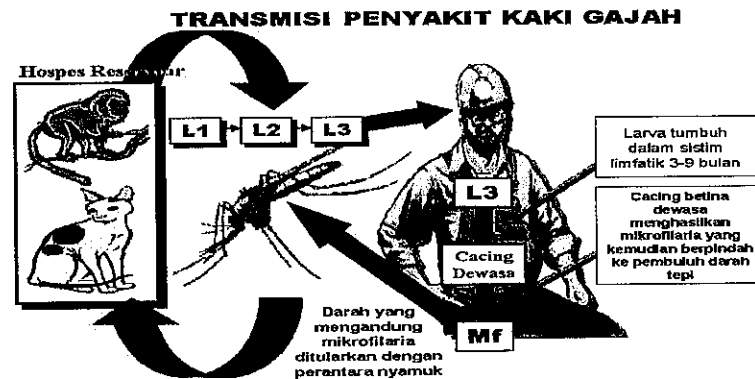 TRANSMISI PENYAKIT KAKI GAJAH
Hospes Reservoar
L1
L2
L3
L3
Larva tumbuh
dalam sistim
limfatik 3-9 bulan
Cacing betina
dewasa
menghasilkan
mikrofilaria yang
kemudian berpindah
ke pembuluh darah
tepi
Cacing
Dewasa
Mf
Darah yang
mengandung
mikrofilaria
ditularkan dengan
perantara nyamuk